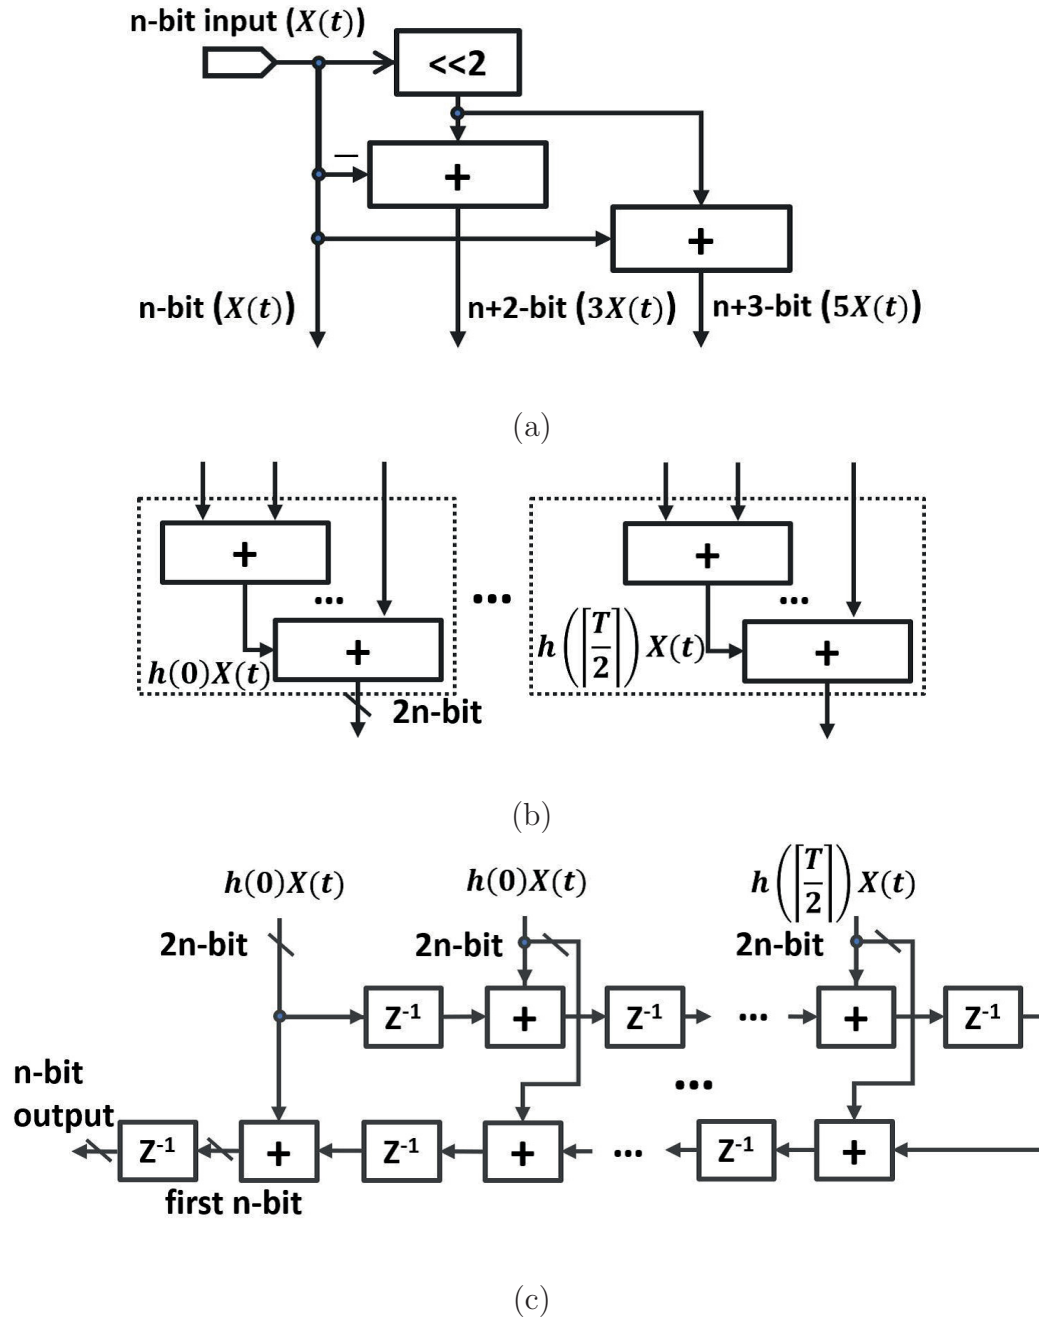 n-bit input (X(t))
<<2
−
+
+
n-bit (X(t))
n+2-bit (3X(t))
n+3-bit (5X(t))
(a)
+
+
...
...
...
+
+
h(0)X(t)
h(⌈T/2⌉)X(t)
2n-bit
(b)
h(0)X(t)
h(0)X(t)
h(⌈T/2⌉)X(t)
2n-bit
2n-bit
2n-bit
Z⁻¹
+
Z⁻¹
...
+
Z⁻¹
...
n-bit
output
Z⁻¹
+
Z⁻¹
+
...
Z⁻¹
+
first n-bit
(c)